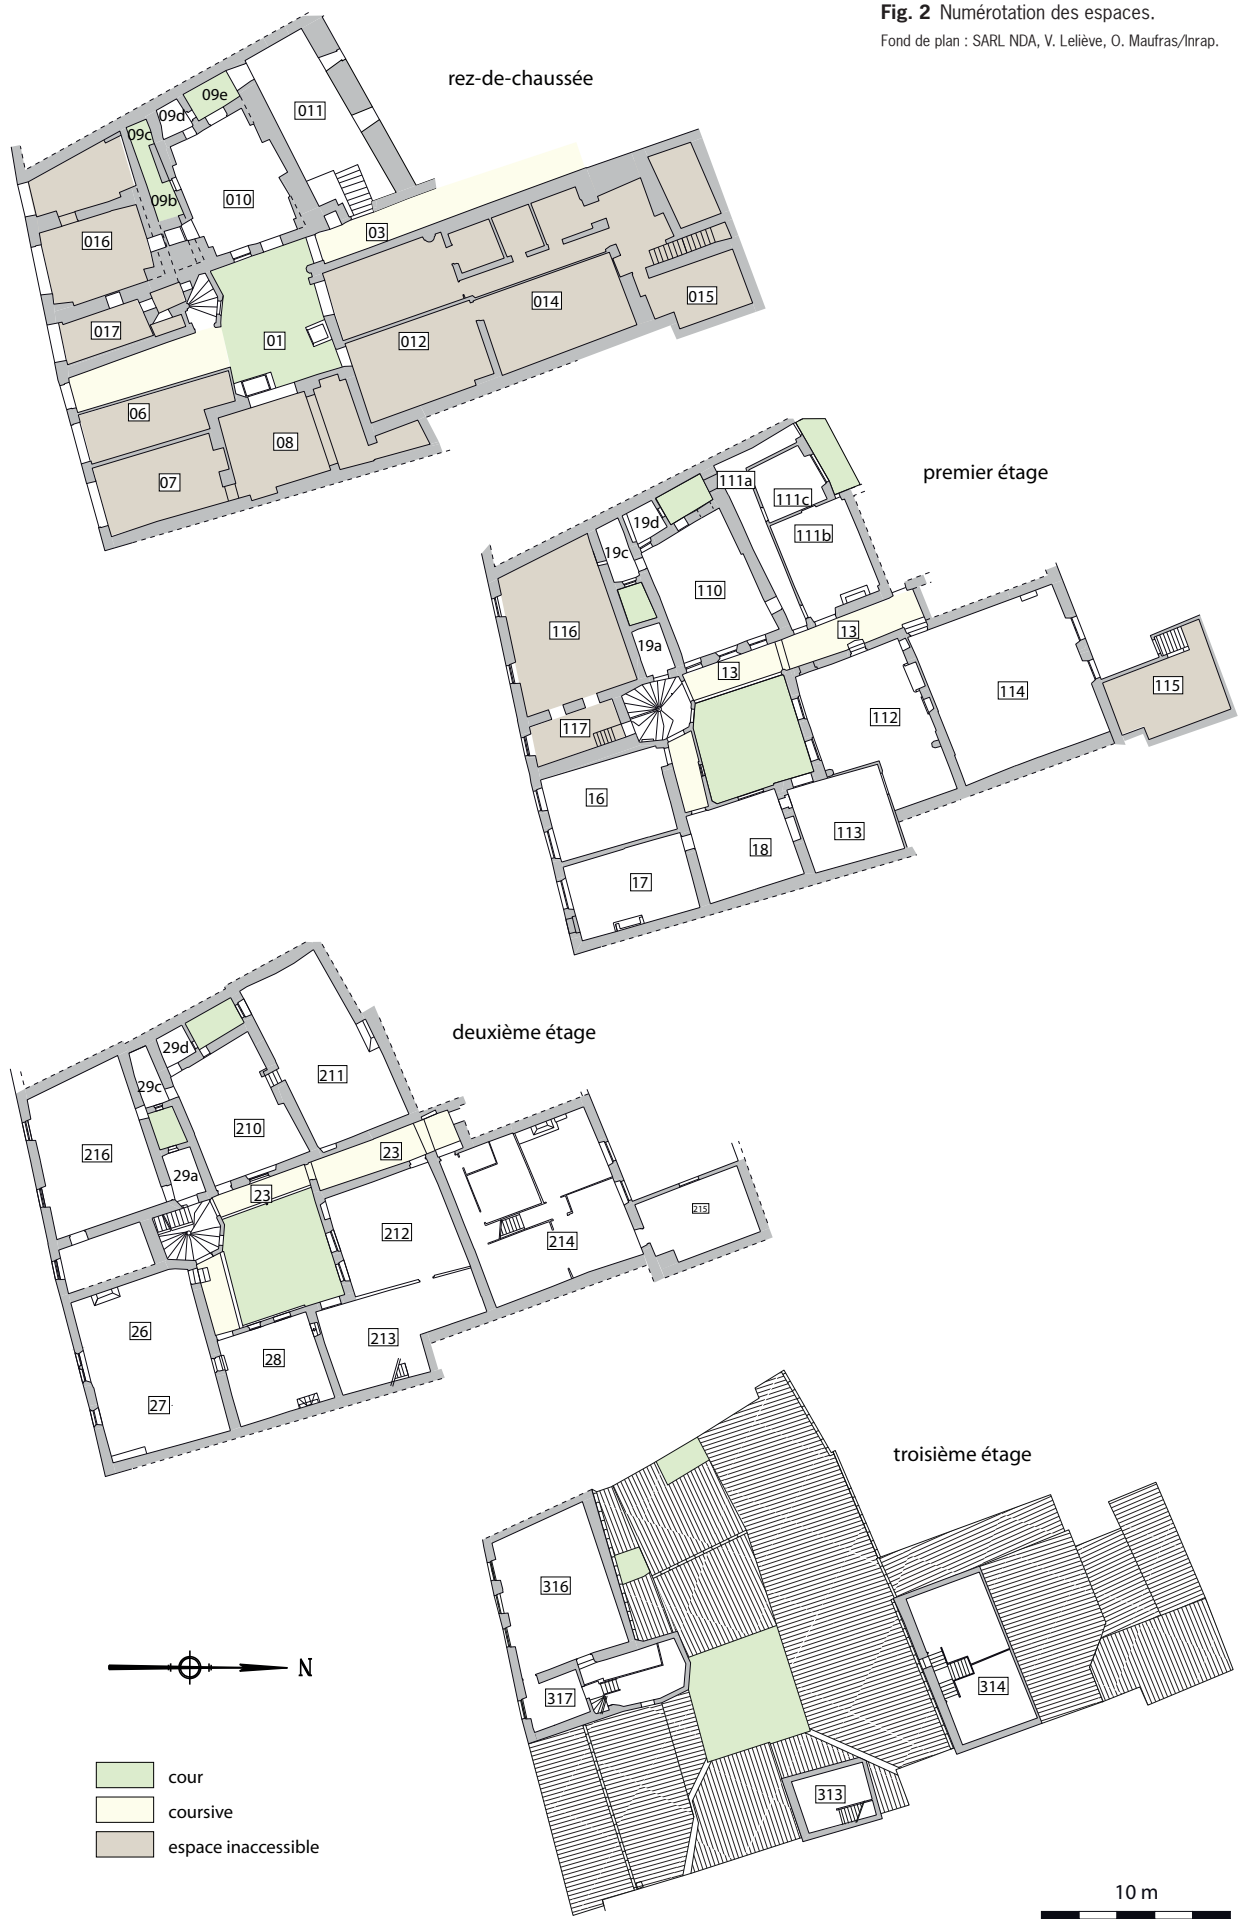 Fig. 2 Numérotation des espaces.
Fond de plan : SARL NDA, V. Leliève, O. Maufras/Inrap.
rez-de-chaussée
09e
09d
011
09c
010
09b
016
03
014
015
017
01
012
06
08
07
premier étage
111a
111c
19d
111b
19c
110
116
13
19a
13
115
114
117
112
16
113
18
17
deuxième étage
29d
211
29c
210
216
23
29a
23
215
212
214
26
213
28
27
troisième étage
316
N
314
317
313
cour
coursive
espace inaccessible
10 m